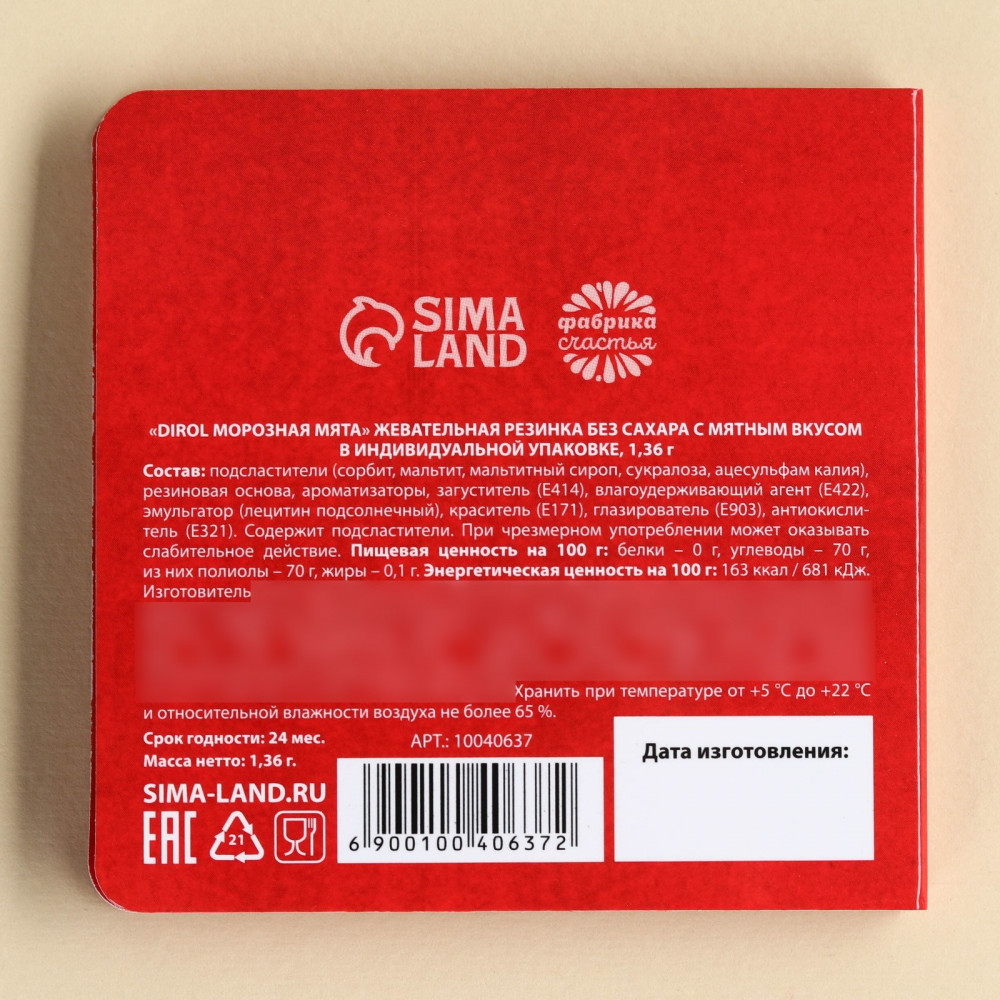 SIMA
LAND
фабрика
счастья
«DIROL МОРОЗНАЯ МЯТА» ЖЕВАТЕЛЬНАЯ РЕЗИНКА БЕЗ САХАРА С МЯТНЫМ ВКУСОМ
В ИНДИВИДУАЛЬНОЙ УПАКОВКЕ, 1,36 г
Состав: подсластители (сорбит, мальтит, мальтитный сироп, сукралоза, ацесульфам калия),
резиновая основа, ароматизаторы, загуститель (Е414), влагоудерживающий агент (Е422),
эмульгатор (лецитин подсолнечный), краситель (Е171), глазирователь (Е903), антиокисли-
тель (Е321). Содержит подсластители. При чрезмерном употреблении может оказывать
слабительное действие. Пищевая ценность на 100 г: белки – 0 г, углеводы – 70 г,
из них полиолы – 70 г, жиры – 0,1 г. Энергетическая ценность на 100 г: 163 ккал / 681 кДж.
Изготовитель
Хранить при температуре от +5 °С до +22 °С
и относительной влажности воздуха не более 65 %.
Срок годности: 24 мес.
Масса нетто: 1,36 г.
АРТ.: 10040637
Дата изготовления:
SIMA-LAND.RU
EAC
21
6 900100 406372